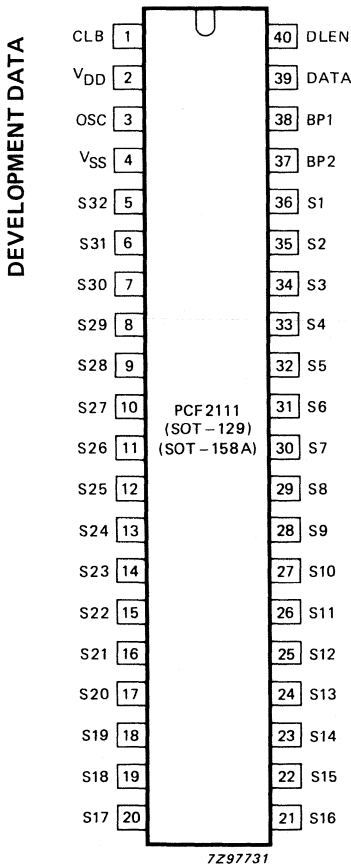 DEVELOPMENT DATA
CLB 1 40 DLEN
VDD 2 39 DATA
OSC 3 38 BP1
VSS 4 37 BP2
S32 5 36 S1
S31 6 35 S2
S30 7 34 S3
S29 8 33 S4
S28 9 32 S5
S27 10 31 S6
PCF2111
(SOT–129)
(SOT–158A)
S26 11 30 S7
S25 12 29 S8
S24 13 28 S9
S23 14 27 S10
S22 15 26 S11
S21 16 25 S12
S20 17 24 S13
S19 18 23 S14
S18 19 22 S15
S17 20 21 S16
7Z97731